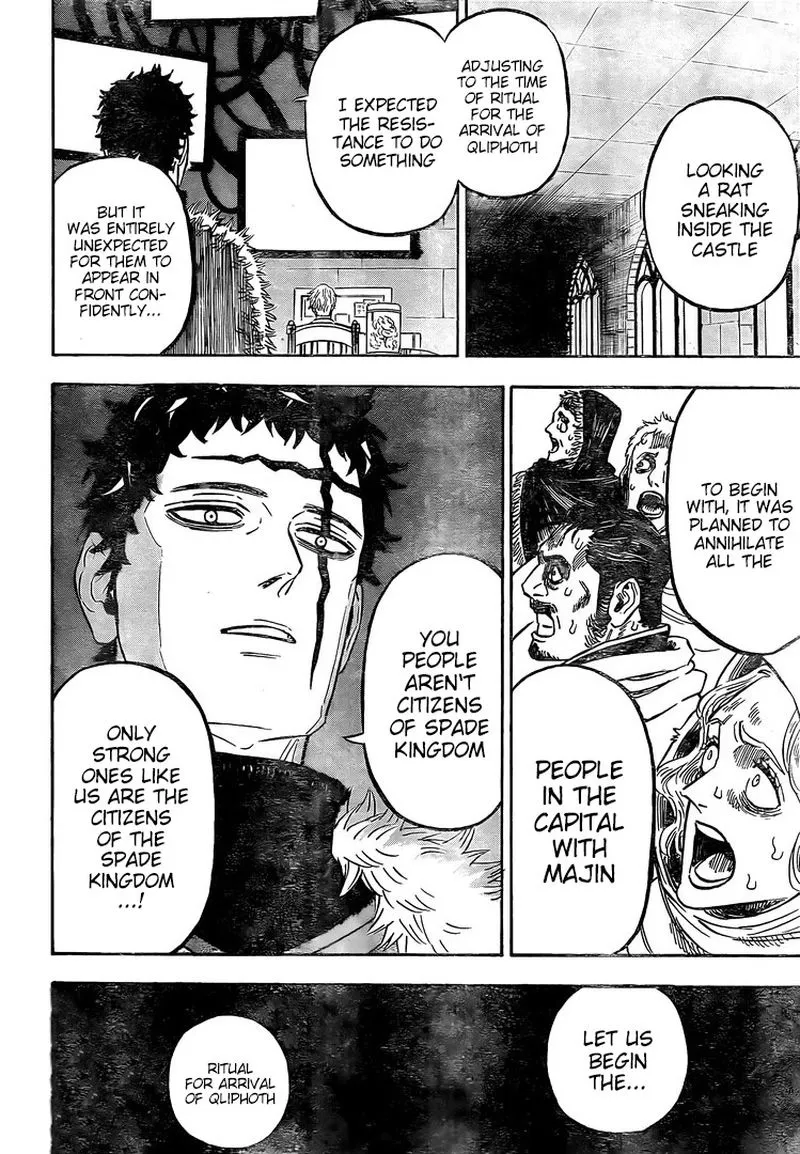 LOOKING
A RAT
SNEAKING
INSIDE THE
CASTLE
ADJUSTING
TO THE TIME
OF RITUAL
FOR THE
ARRIVAL OF
QLIPHOTH
I EXPECTED
THE RESIS-
TANCE TO DO
SOMETHING
BUT IT
WAS ENTIRELY
UNEXPECTED
FOR THEM TO
APPEAR IN
FRONT CON-
FIDENTLY...
TO BEGIN
WITH, IT WAS
PLANNED TO
ANNIHILATE
ALL THE
PEOPLE
IN THE
CAPITAL
WITH
MAJIN
YOU
PEOPLE
AREN'T
CITIZENS
OF SPADE
KINGDOM
ONLY
STRONG
ONES LIKE
US ARE THE
CITIZENS
OF THE
SPADE
KINGDOM
...!
LET US
BEGIN
THE...
RITUAL
FOR ARRIVAL
OF QLIPHOTH